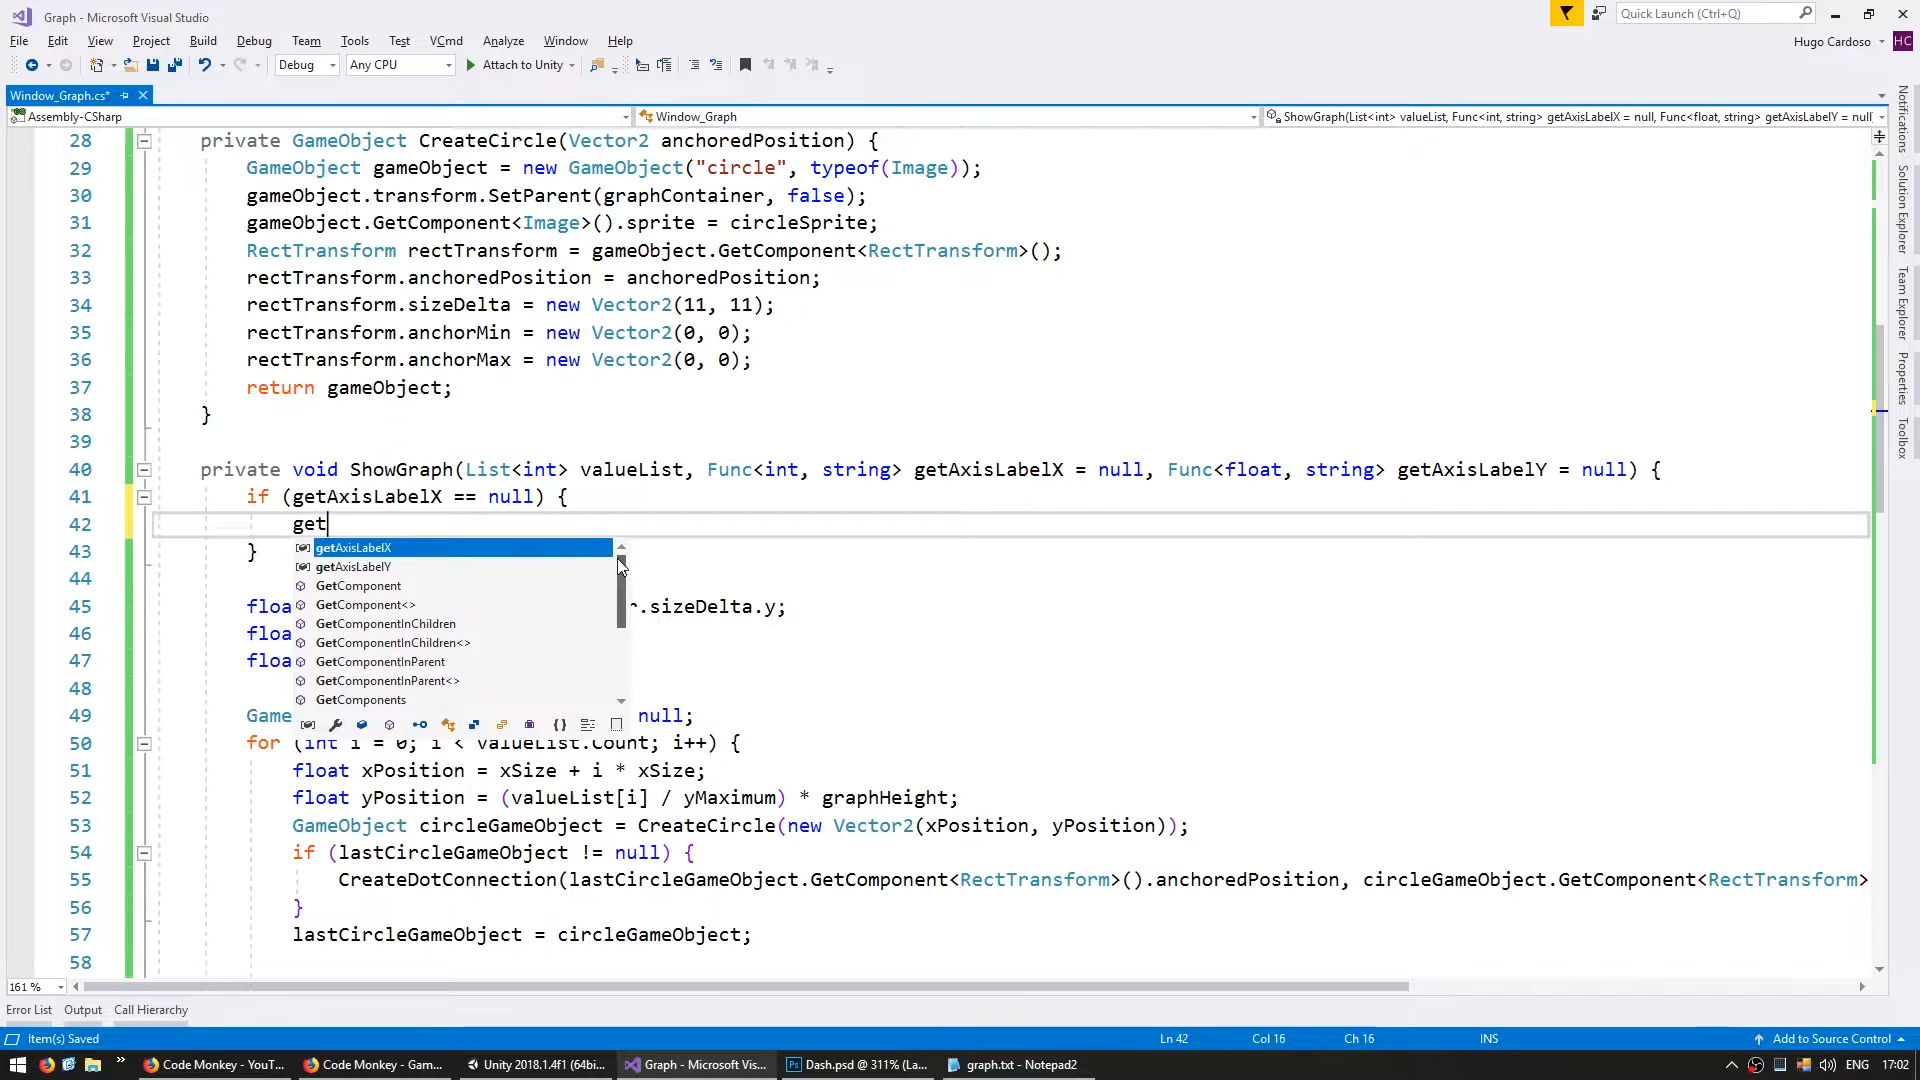 Graph - Microsoft Visual Studio
Quick Launch (Ctrl+Q)
File Edit View Project Build Debug Team Tools Test VCmd Analyze Window Help
Hugo Cardoso HC
Debug Any CPU Attach to Unity
Window_Graph.cs*
Assembly-CSharp Window_Graph ShowGraph(List<int> valueList, Func<int, string> getAxisLabelX = null, Func<float, string> getAxisLabelY = null
28 private GameObject CreateCircle(Vector2 anchoredPosition) {
29 GameObject gameObject = new GameObject("circle", typeof(Image));
30 gameObject.transform.SetParent(graphContainer, false);
31 gameObject.GetComponent<Image>().sprite = circleSprite;
32 RectTransform rectTransform = gameObject.GetComponent<RectTransform>();
33 rectTransform.anchoredPosition = anchoredPosition;
34 rectTransform.sizeDelta = new Vector2(11, 11);
35 rectTransform.anchorMin = new Vector2(0, 0);
36 rectTransform.anchorMax = new Vector2(0, 0);
37 return gameObject;
38 }
39
40 private void ShowGraph(List<int> valueList, Func<int, string> getAxisLabelX = null, Func<float, string> getAxisLabelY = null) {
41 if (getAxisLabelX == null) {
42 get
43 }
getAxisLabelX
getAxisLabelY
GetComponent
GetComponent<>
GetComponentInChildren
GetComponentInChildren<>
GetComponentInParent
GetComponentInParent<>
GetComponents
44
45 floa r.sizeDelta.y;
46 floa
47 floa
48
49 Game null;
50 for (int i = 0; i < valueList.Count; i++) {
51 float xPosition = xSize + i * xSize;
52 float yPosition = (valueList[i] / yMaximum) * graphHeight;
53 GameObject circleGameObject = CreateCircle(new Vector2(xPosition, yPosition));
54 if (lastCircleGameObject != null) {
55 CreateDotConnection(lastCircleGameObject.GetComponent<RectTransform>().anchoredPosition, circleGameObject.GetComponent<RectTransform>
56 }
57 lastCircleGameObject = circleGameObject;
58
Notifications
Solution Explorer
Team Explorer
Properties
Toolbox
161 %
Error List Output Call Hierarchy
Item(s) Saved Ln 42 Col 16 Ch 16 INS Add to Source Control
Code Monkey - YouT... Code Monkey - Gam... Unity 2018.1.4f1 (64bi... Graph - Microsoft Vis... Dash.psd @ 311% (La... graph.txt - Notepad2 ENG 17:02